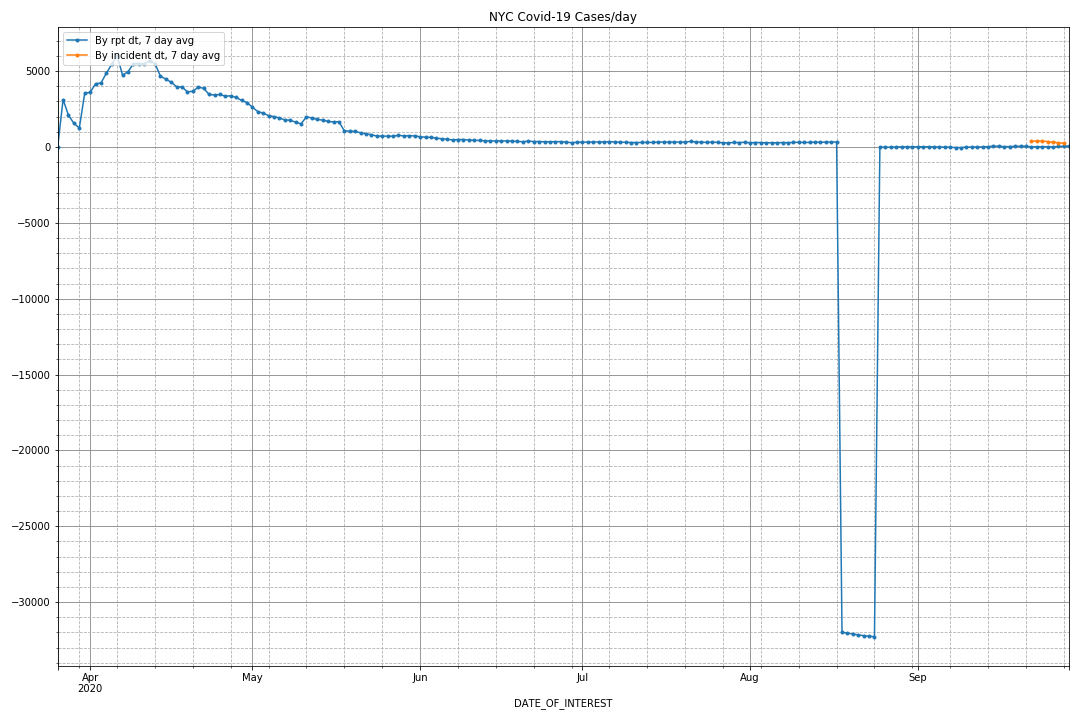 NYC Covid-19 Cases/day
By rpt dt, 7 day avg
By incident dt, 7 day avg
5000
0
−5000
−10000
−15000
−20000
−25000
−30000
Apr
2020
May
Jun
Jul
Aug
Sep
DATE_OF_INTEREST